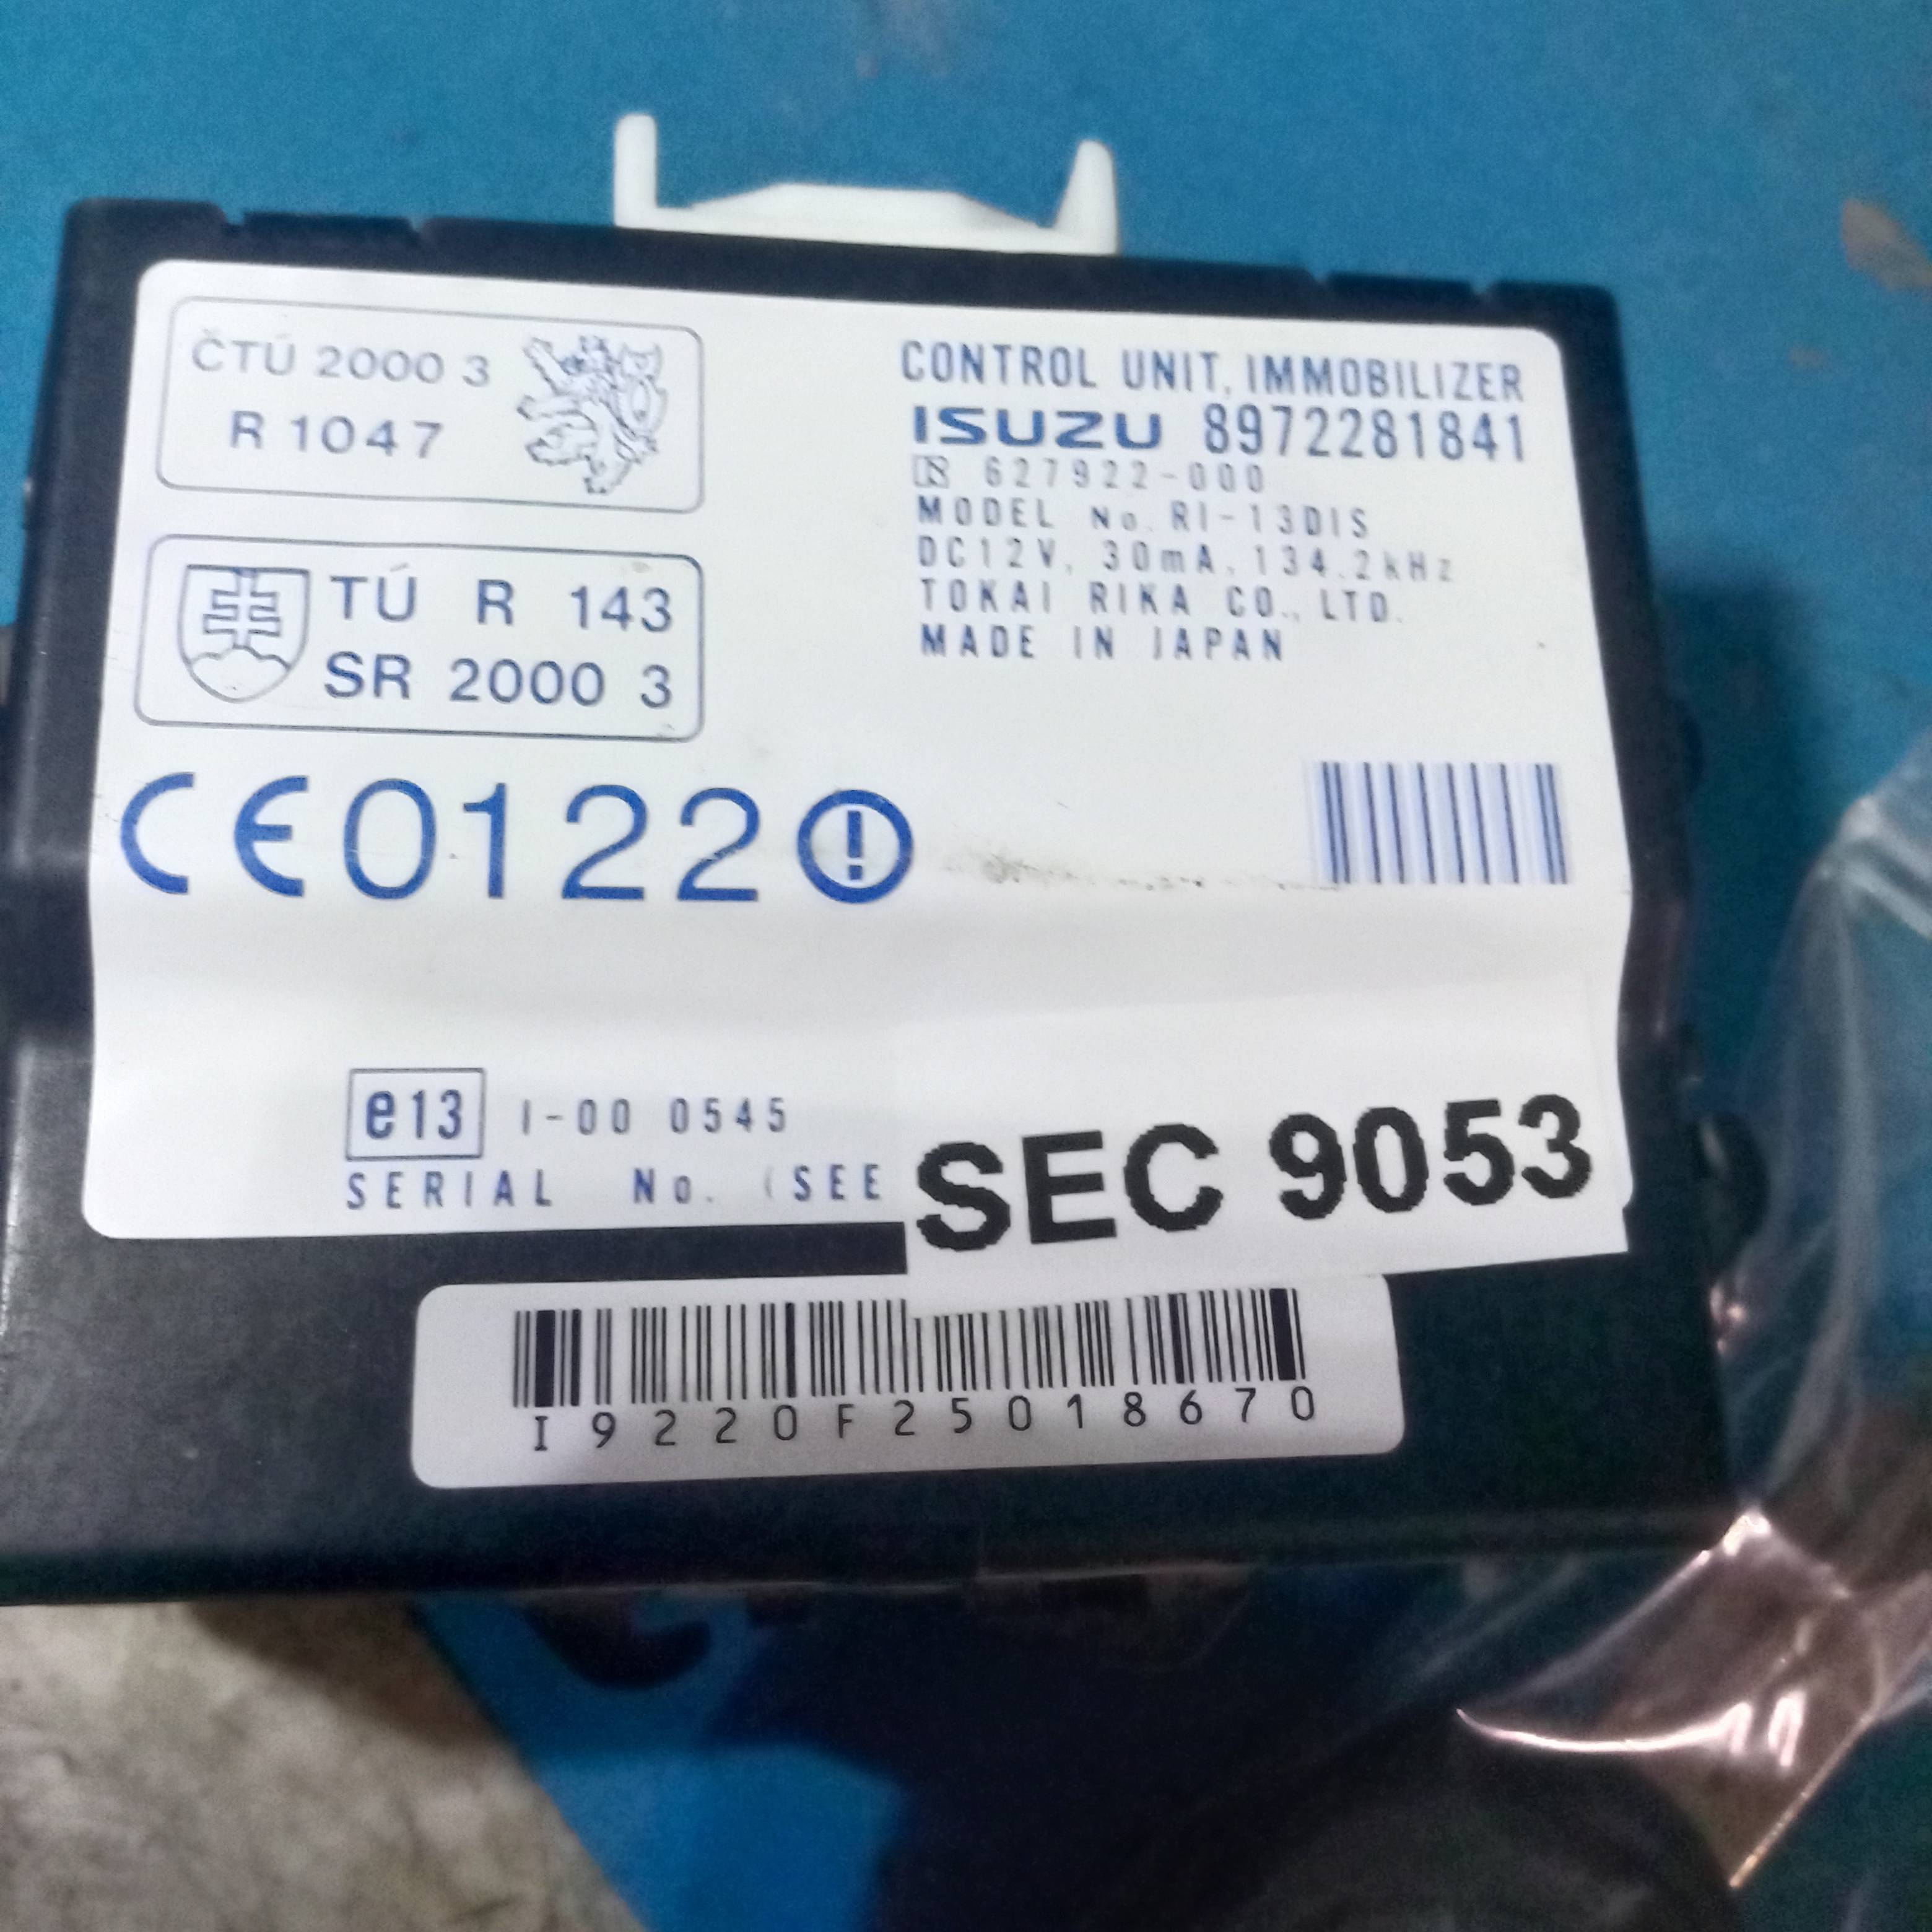 ČTÚ 2000 3
R 1047
TÚ R 143
SR 2000 3
CE0122
CONTROL UNIT, IMMOBILIZER
ISUZU 8972281841
627922-000
MODEL No. RI-13DIS
DC12V, 30mA, 134.2kHz
TOKAI RIKA CO., LTD.
MADE IN JAPAN
e13 I-00 0545
SERIAL No. (SEE
SEC 9053
I9220F25018670